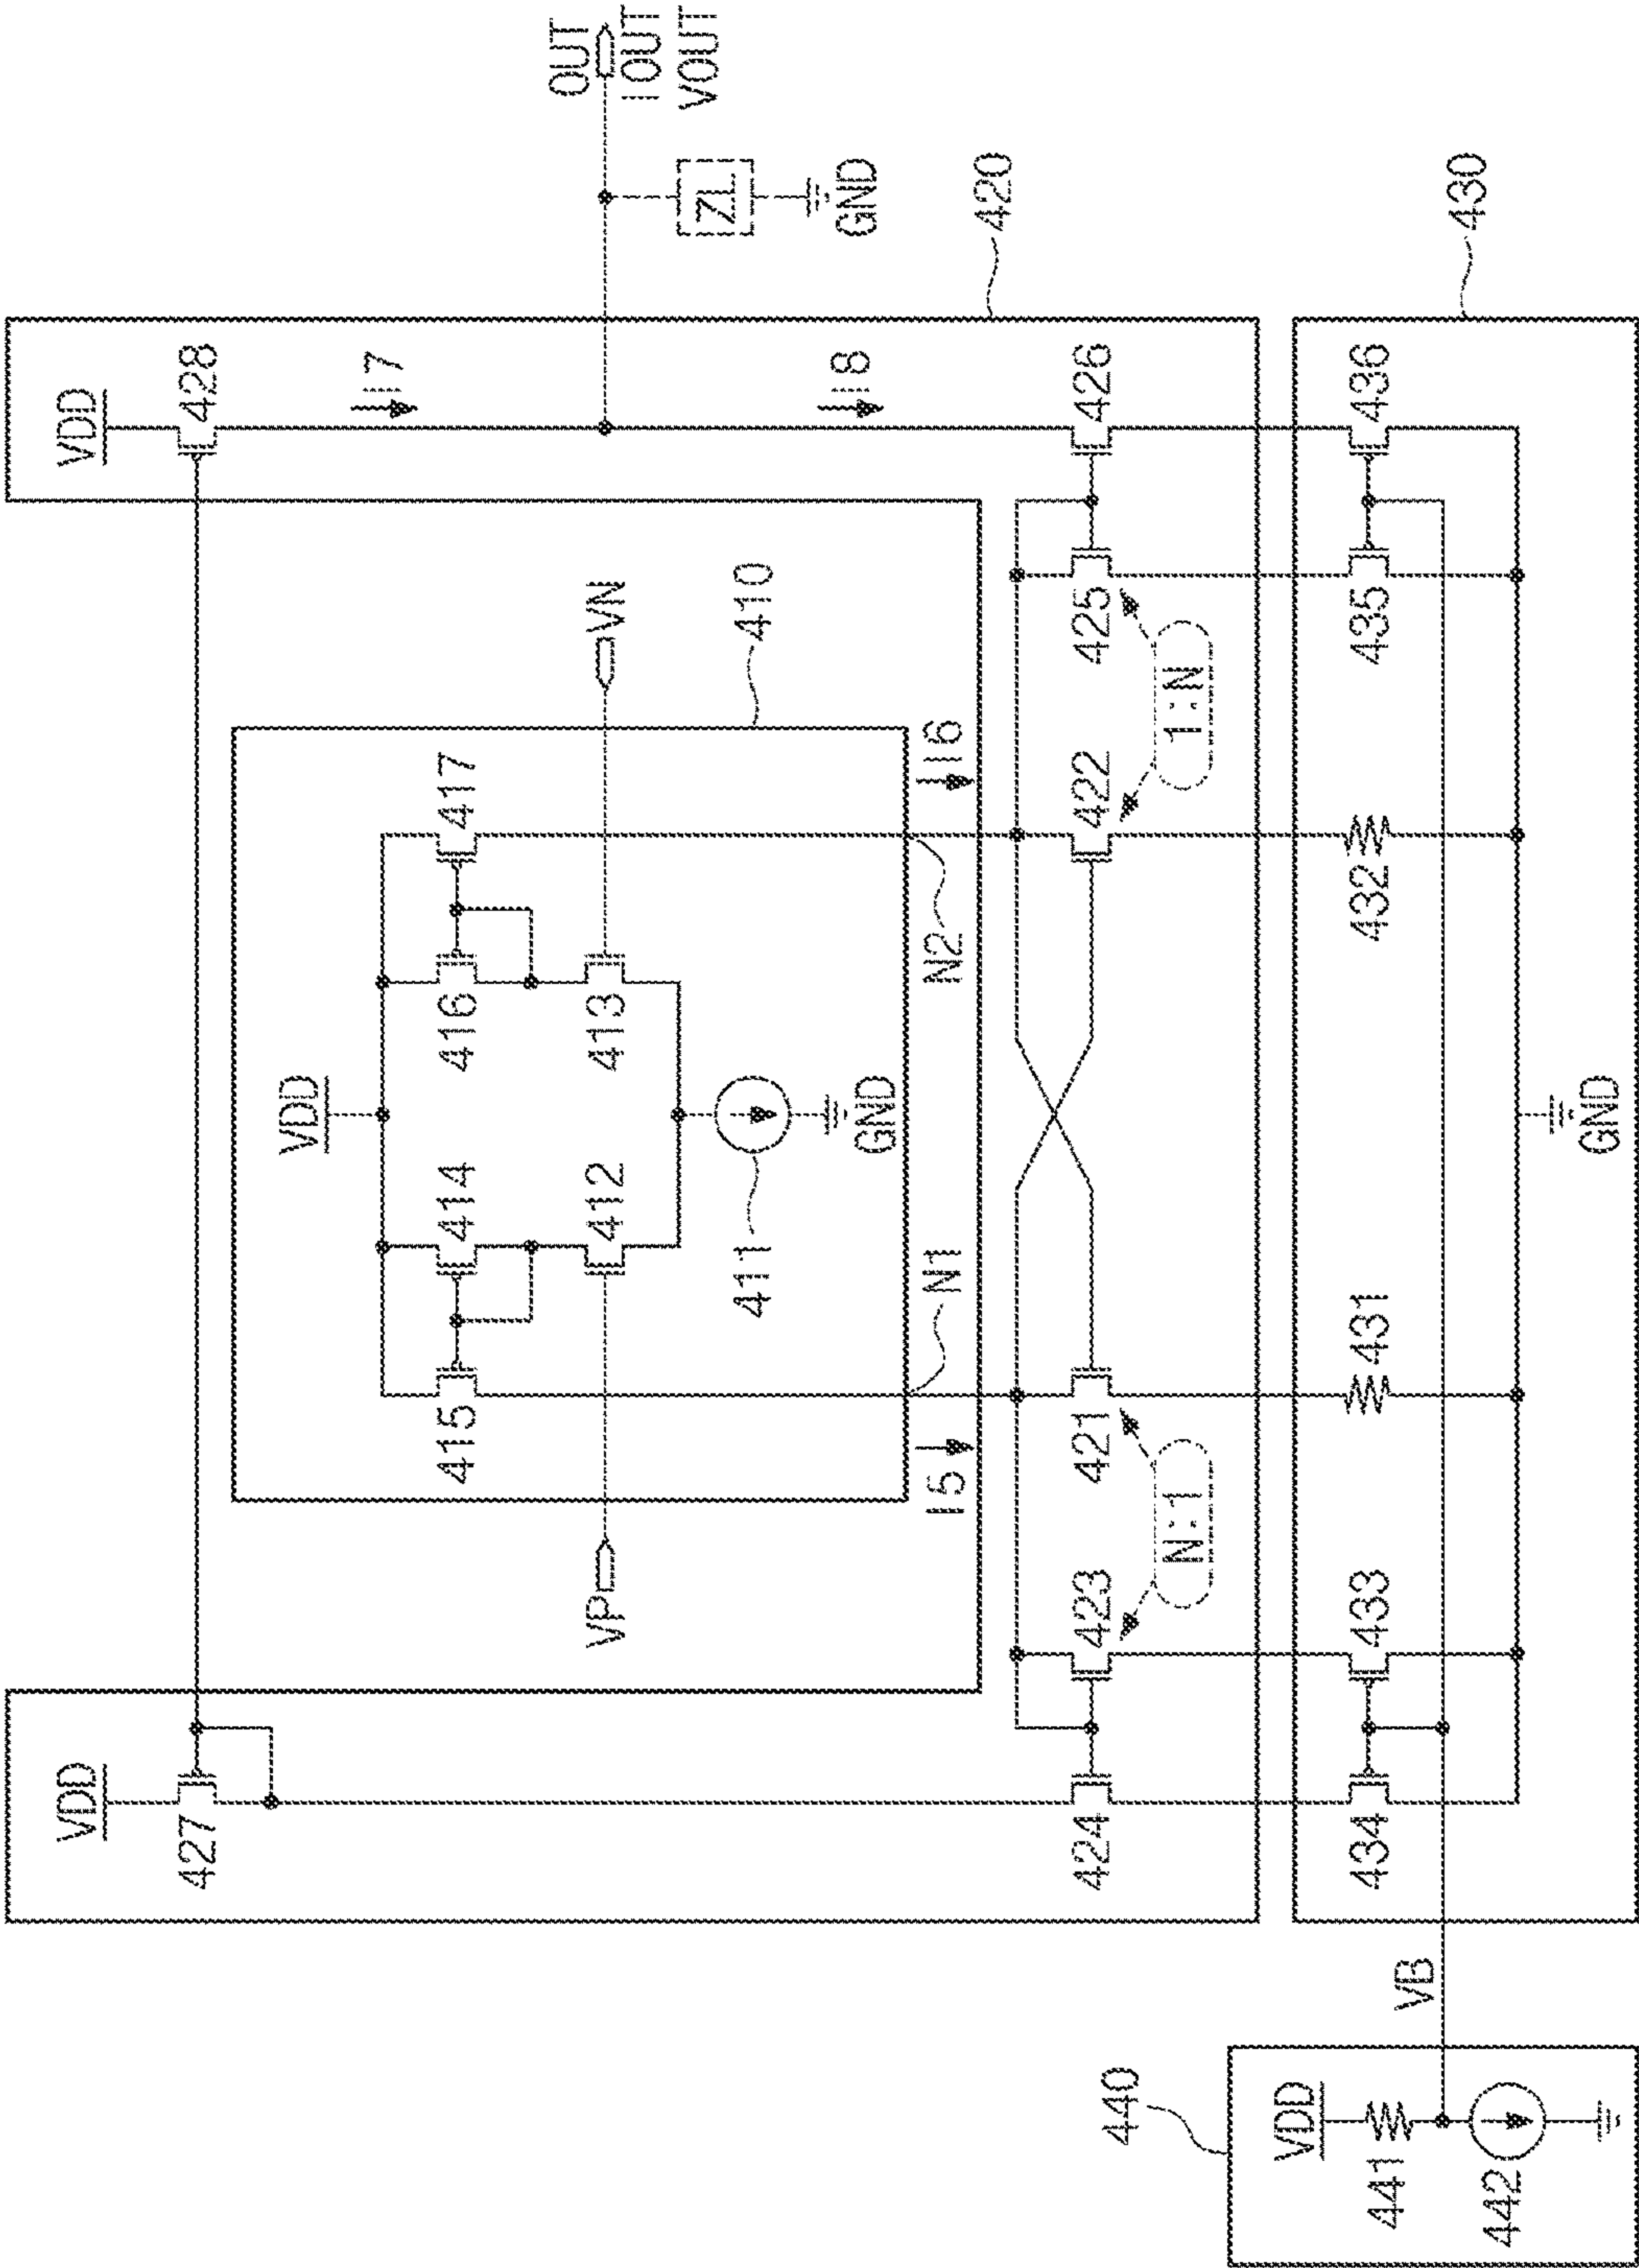 VDD
VDD
427
428
VDD
I7
415
414
416
417
OUT
VP
412
413
VN
IOUT
VOUT
ZL
411
410
I8
GND
GND
I5
N1
N2
I6
420
424
423
421
422
425
426
440
N:1
1:N
VDD
441
VB
434
433
431
432
435
436
430
442
GND